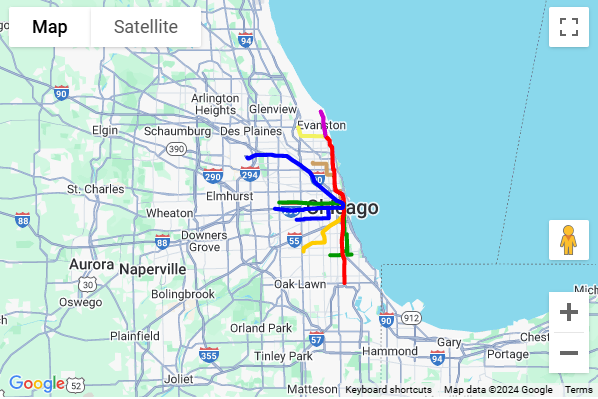 Map
Satellite
94
90
Arlington
Heights
Glenview
Evanston
Elgin
Schaumburg
Des Plaines
390
290
294
90
St. Charles
Elmhurst
Chicago
88
Wheaton
Downers
Grove
88
55
Aurora
Naperville
30
Oak Lawn
Oswego
Bolingbrook
Mich
Plainfield
Orland Park
57
90
912
Gary
Chest
355
Tinley Park
Hammond
94
Portage
Joliet
52
Matteson
Google
Keyboard shortcuts
Map data ©2024 Google
Terms